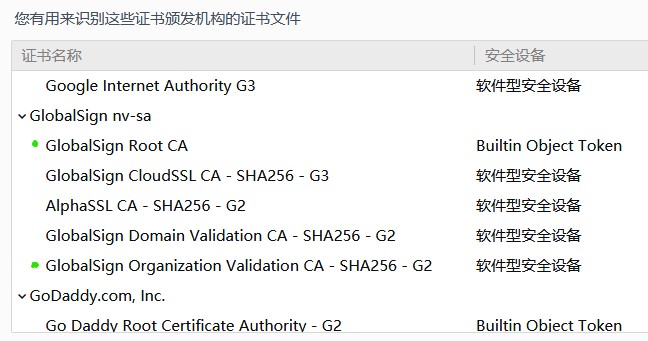 您有用来识别这些证书颁发机构的证书文件
证书名称 安全设备
Google Internet Authority G3 软件型安全设备
GlobalSign nv-sa
GlobalSign Root CA Builtin Object Token
GlobalSign CloudSSL CA - SHA256 - G3 软件型安全设备
AlphaSSL CA - SHA256 - G2 软件型安全设备
GlobalSign Domain Validation CA - SHA256 - G2 软件型安全设备
GlobalSign Organization Validation CA - SHA256 - G2 软件型安全设备
GoDaddy.com, Inc.
Go Daddy Root Certificate Authority - G2 Builtin Object Token